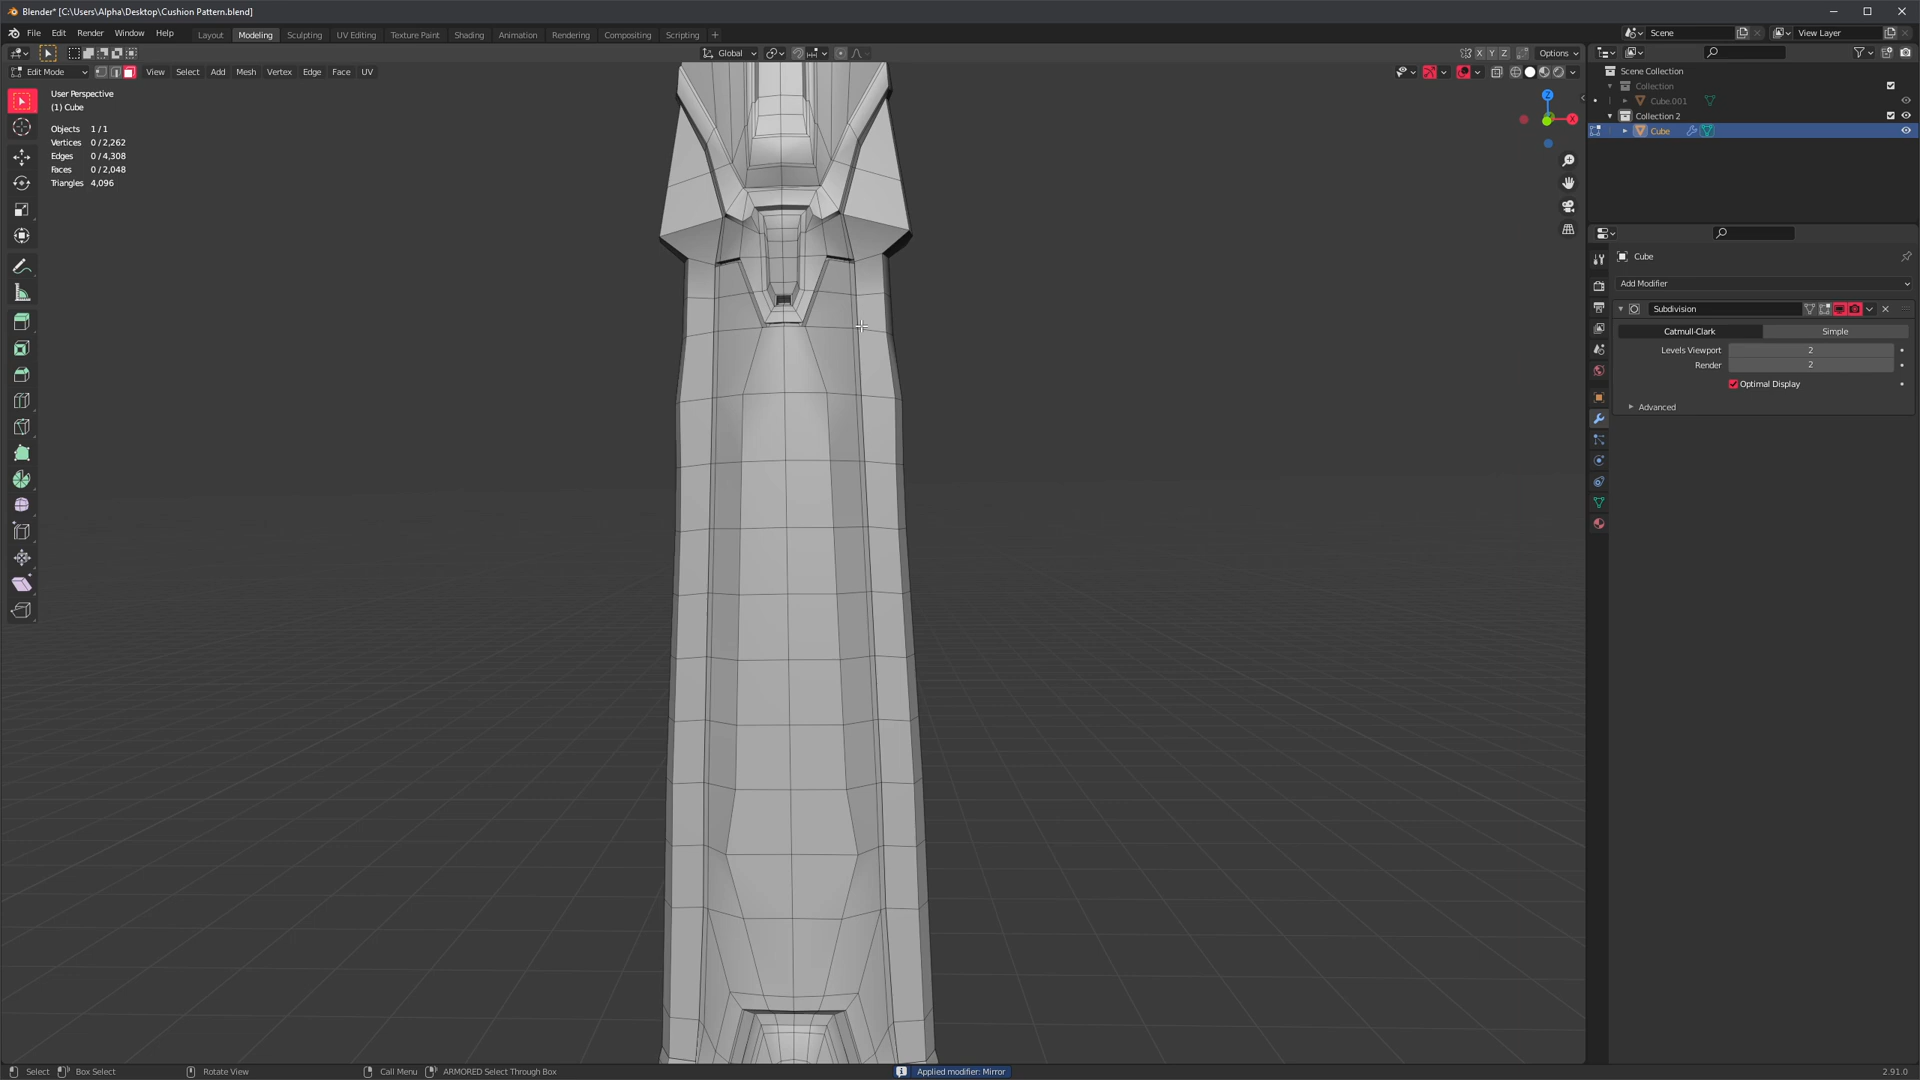 Blender* [C:\Users\Alpha\Desktop\Cushion Pattern.blend]
File Edit Render Window Help
Layout Modeling Sculpting UV Editing Texture Paint Shading Animation Rendering Compositing Scripting +
Scene
View Layer
Global
X Y Z
Options
Edit Mode
View Select Add Mesh Vertex Edge Face UV
User Perspective
(1) Cube
Objects 1 / 1
Vertices 0 / 2,262
Edges 0 / 4,308
Faces 0 / 2,048
Triangles 4,096
Z
X
Scene Collection
Collection
Cube.001
Collection 2
Cube
Cube
Add Modifier
Subdivision
Catmull-Clark Simple
Levels Viewport 2
Render 2
Optimal Display
Advanced
Select Box Select Rotate View Call Menu ARMORED Select Through Box Applied modifier: Mirror 2.91.0